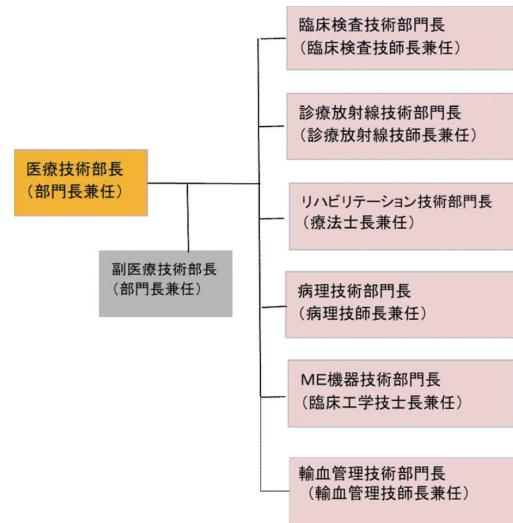 臨床検査技術部門長
（臨床検査技師長兼任）
診療放射線技術部門長
（診療放射線技師長兼任）
医療技術部長
（部門長兼任）
リハビリテーション技術部門長
（療法士長兼任）
副医療技術部長
（部門長兼任）
病理技術部門長
（病理技師長兼任）
ＭＥ機器技術部門長
（臨床工学技士長兼任）
輸血管理技術部門長
（輸血管理技師長兼任）